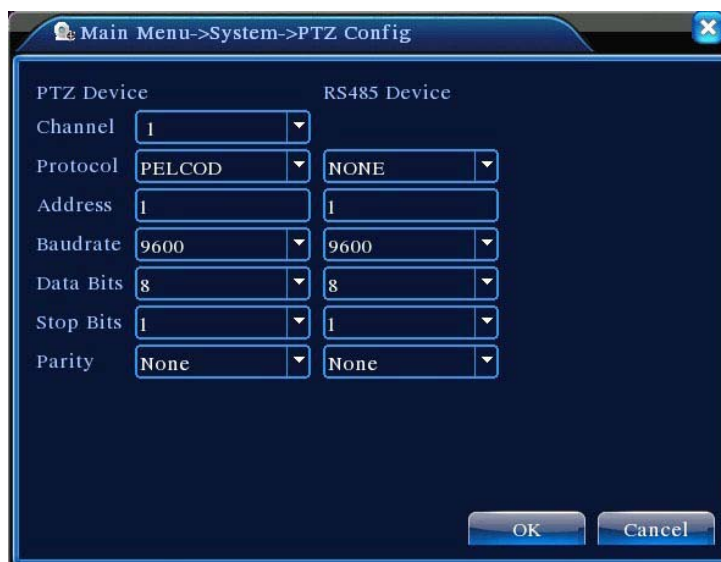 Main Menu->System->PTZ Config
PTZ Device RS485 Device
Channel 1
Protocol PELCOD NONE
Address 1 1
Baudrate 9600 9600
Data Bits 8 8
Stop Bits 1 1
Parity None None
OK Cancel